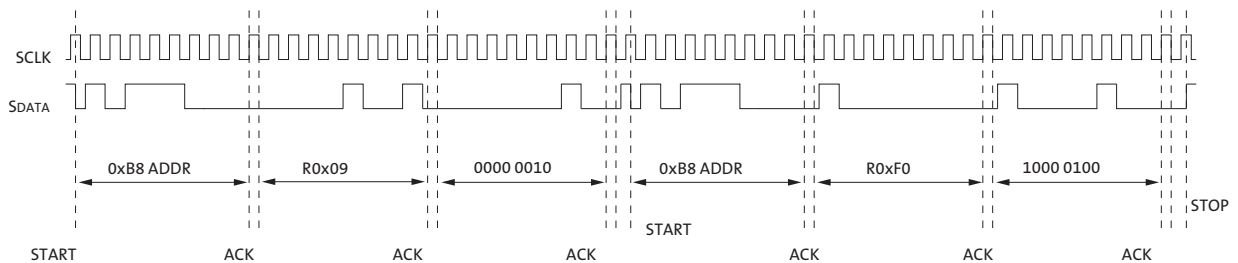 SCLK
SDATA
0xB8 ADDR
R0x09
0000 0010
0xB8 ADDR
R0xF0
1000 0100
STOP
START
START
ACK
ACK
ACK
ACK
ACK
ACK